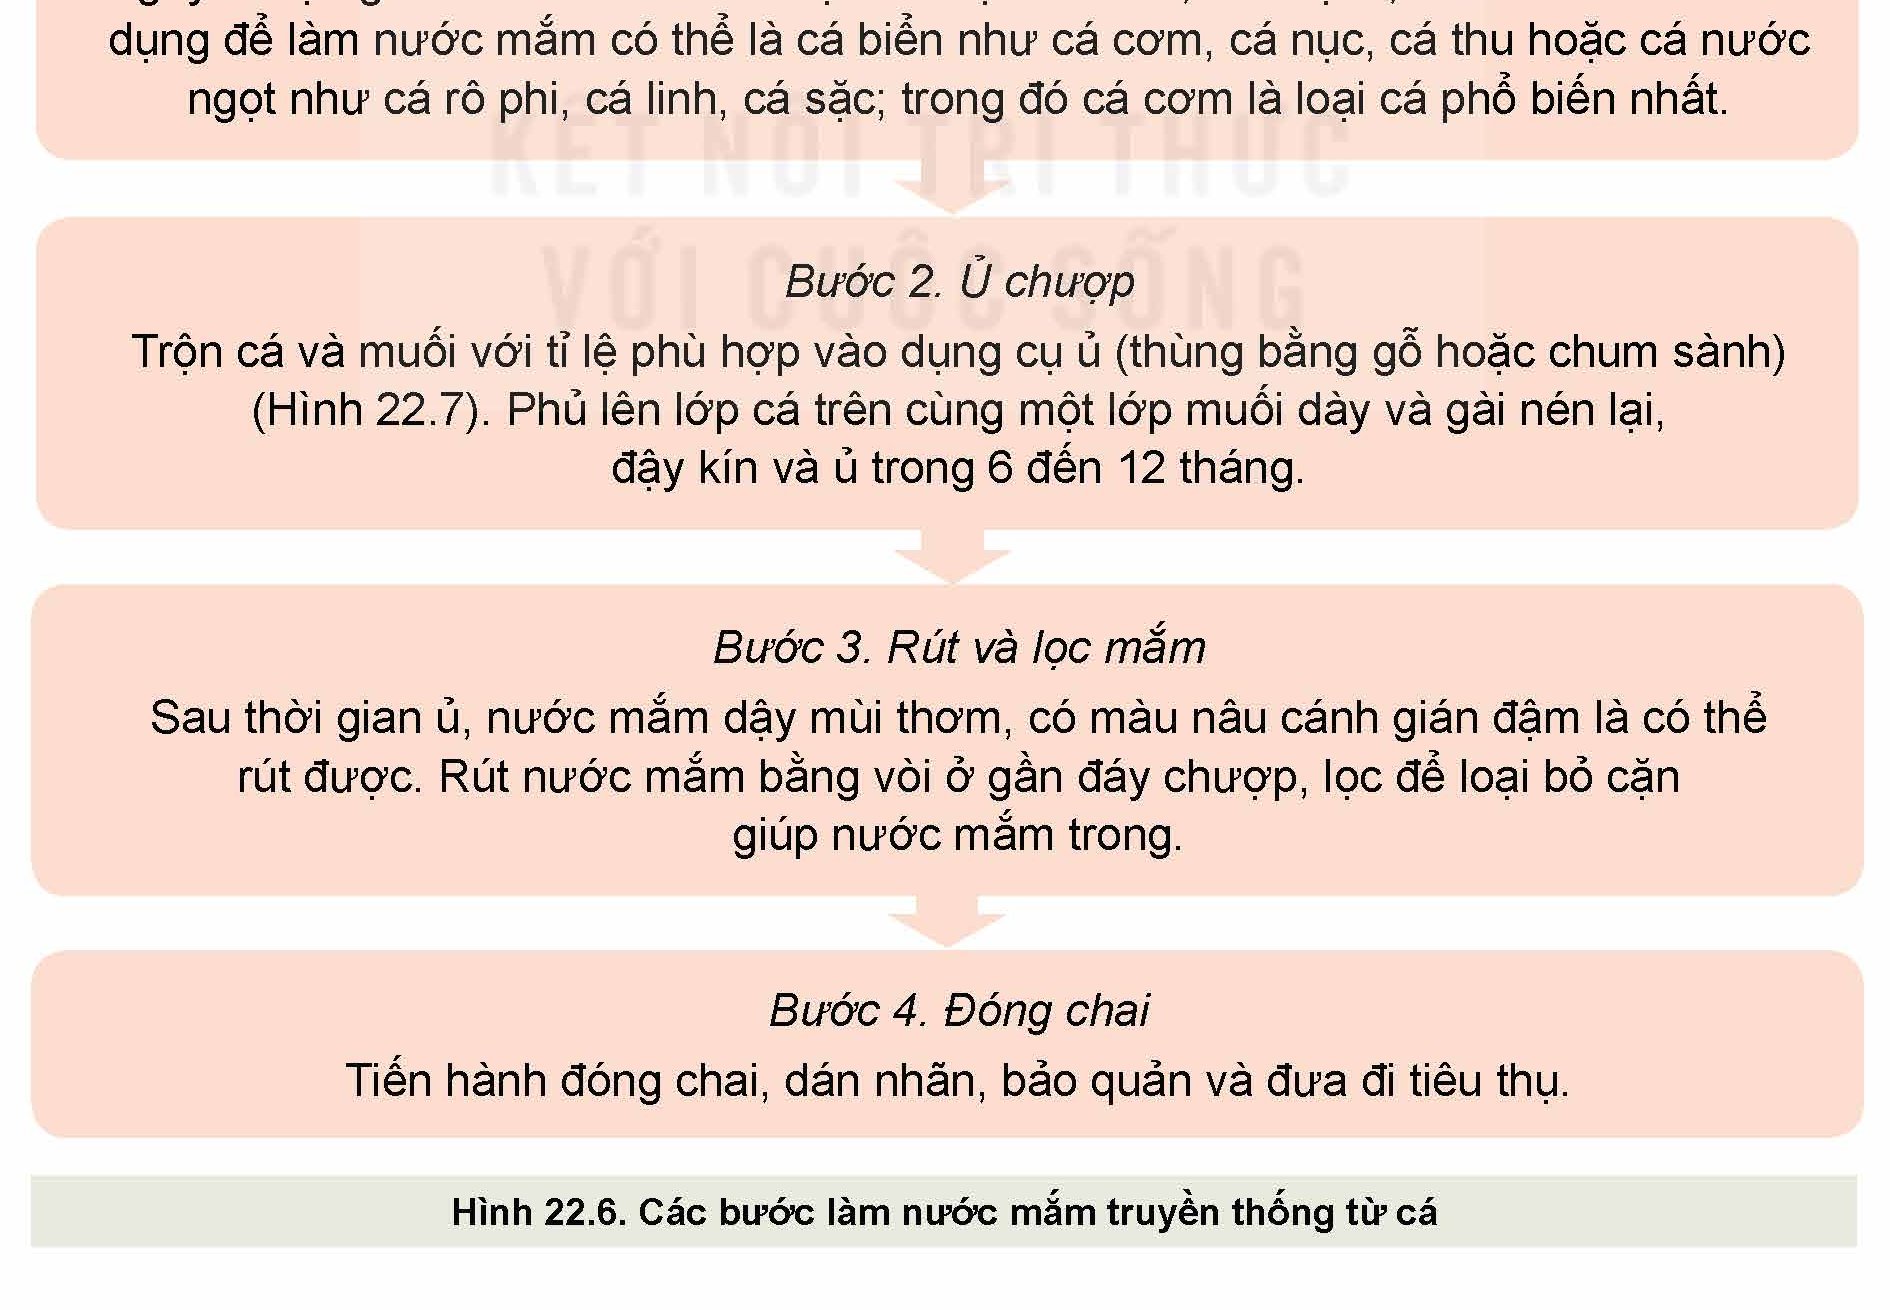 dụng để làm nước mắm có thể là cá biển như cá cơm, cá nục, cá thu hoặc cá nước
ngọt như cá rô phi, cá linh, cá sặc; trong đó cá cơm là loại cá phổ biến nhất.
KẾT NỐI TRI THỨC
VỚI CUỘC SỐNG
Bước 2. Ủ chượp
Trộn cá và muối với tỉ lệ phù hợp vào dụng cụ ủ (thùng bằng gỗ hoặc chum sành)
(Hình 22.7). Phủ lên lớp cá trên cùng một lớp muối dày và gài nén lại,
đậy kín và ủ trong 6 đến 12 tháng.
Bước 3. Rút và lọc mắm
Sau thời gian ủ, nước mắm dậy mùi thơm, có màu nâu cánh gián đậm là có thể
rút được. Rút nước mắm bằng vòi ở gần đáy chượp, lọc để loại bỏ cặn
giúp nước mắm trong.
Bước 4. Đóng chai
Tiến hành đóng chai, dán nhãn, bảo quản và đưa đi tiêu thụ.
Hình 22.6. Các bước làm nước mắm truyền thống từ cá